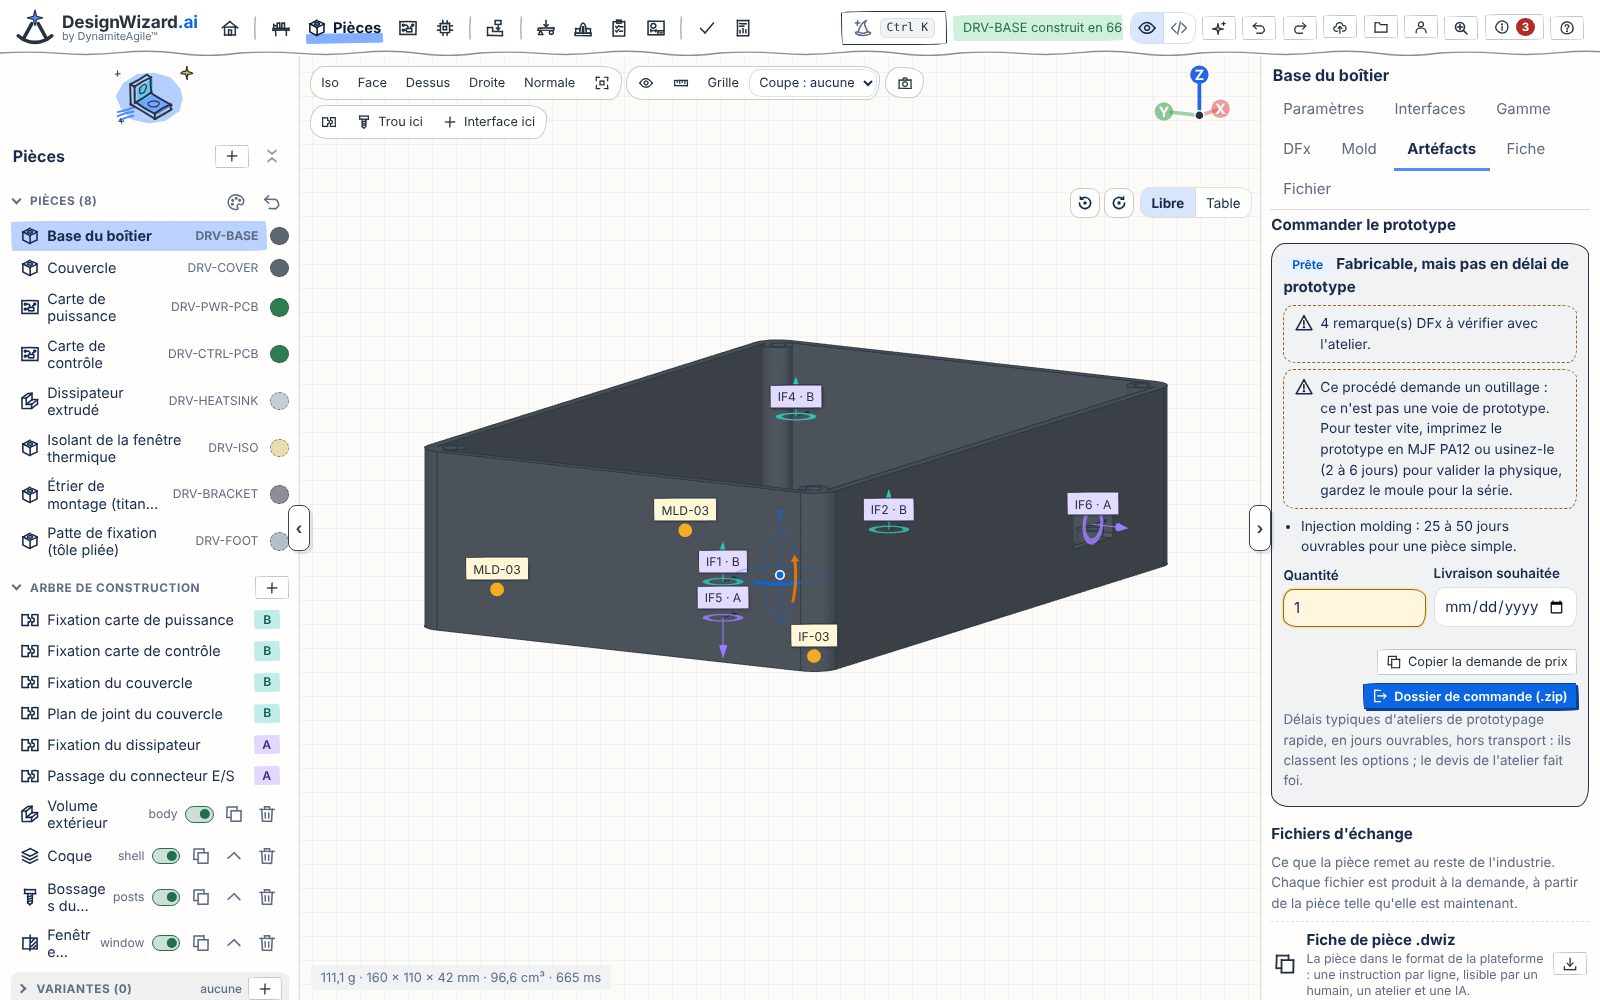 DesignWizard.ai
by DynamiteAgile™
Pièces
Ctrl K
DRV-BASE construit en 66
3
Pièces
PIÈCES (8)
Base du boîtier DRV-BASE
Couvercle DRV-COVER
Carte de puissance DRV-PWR-PCB
Carte de contrôle DRV-CTRL-PCB
Dissipateur extrudé DRV-HEATSINK
Isolant de la fenêtre thermique DRV-ISO
Étrier de montage (titan... DRV-BRACKET
Patte de fixation (tôle pliée) DRV-FOOT
ARBRE DE CONSTRUCTION
Fixation carte de puissance B
Fixation carte de contrôle B
Fixation du couvercle B
Plan de joint du couvercle B
Fixation du dissipateur A
Passage du connecteur E/S A
Volume extérieur body
Coque shell
Bossages du... posts
Fenêtre... window
VARIANTES (0) aucune
Iso Face Dessus Droite Normale
Grille Coupe : aucune
Trou ici Interface ici
Z
Y
X
Libre Table
IF4 · B
MLD-03
IF2 · B
IF6 · A
Z
IF1 · B
MLD-03
IF5 · A
IF-03
111,1 g · 160 × 110 × 42 mm · 96,6 cm³ · 665 ms
Base du boîtier
Paramètres Interfaces Gamme
DFx Mold Artéfacts Fiche
Fichier
Commander le prototype
Prête Fabricable, mais pas en délai de
prototype
4 remarque(s) DFx à vérifier avec
l'atelier.
Ce procédé demande un outillage :
ce n'est pas une voie de prototype.
Pour tester vite, imprimez le
prototype en MJF PA12 ou usinez-le
(2 à 6 jours) pour valider la physique,
gardez le moule pour la série.
• Injection molding : 25 à 50 jours
ouvrables pour une pièce simple.
Quantité Livraison souhaitée
1 mm/dd/yyyy
Copier la demande de prix
Dossier de commande (.zip)
Délais typiques d'ateliers de prototypage
rapide, en jours ouvrables, hors transport : ils
classent les options ; le devis de l'atelier fait
foi.
Fichiers d'échange
Ce que la pièce remet au reste de l'industrie.
Chaque fichier est produit à la demande, à partir
de la pièce telle qu'elle est maintenant.
Fiche de pièce .dwiz
La pièce dans le format de la plateforme
: une instruction par ligne, lisible par un
humain, un atelier et une IA.